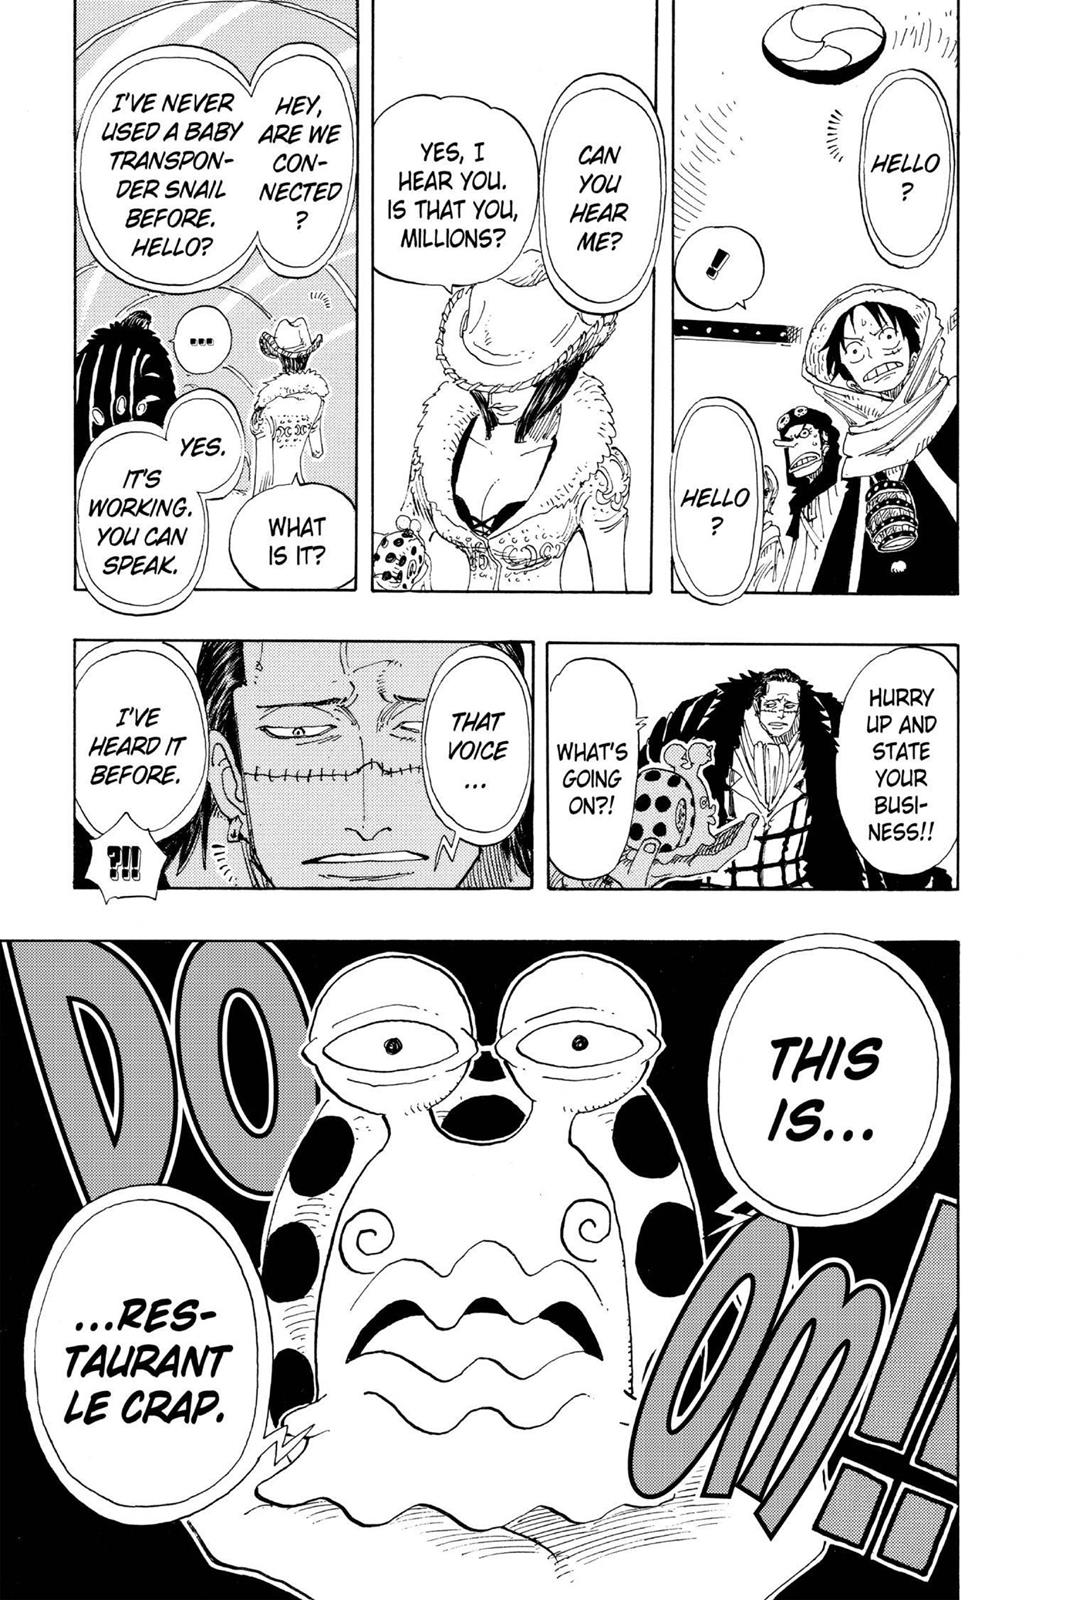 HELLO
?
!
HELLO
?
CAN
YOU
HEAR
ME?
YES, I
HEAR YOU.
IS THAT YOU,
MILLIONS?
HEY,
ARE WE
CON-
NECTED
?
I'VE NEVER
USED A BABY
TRANSPON-
DER SNAIL
BEFORE.
HELLO?
...
YES.
IT'S
WORKING.
YOU CAN
SPEAK.
WHAT
IS IT?
HURRY
UP AND
STATE
YOUR
BUSI-
NESS!!
WHAT'S
GOING
ON?!
THAT
VOICE
...
I'VE
HEARD IT
BEFORE.
?!!
THIS
IS...
DO
OM!!
...RES-
TAURANT
LE CRAP.